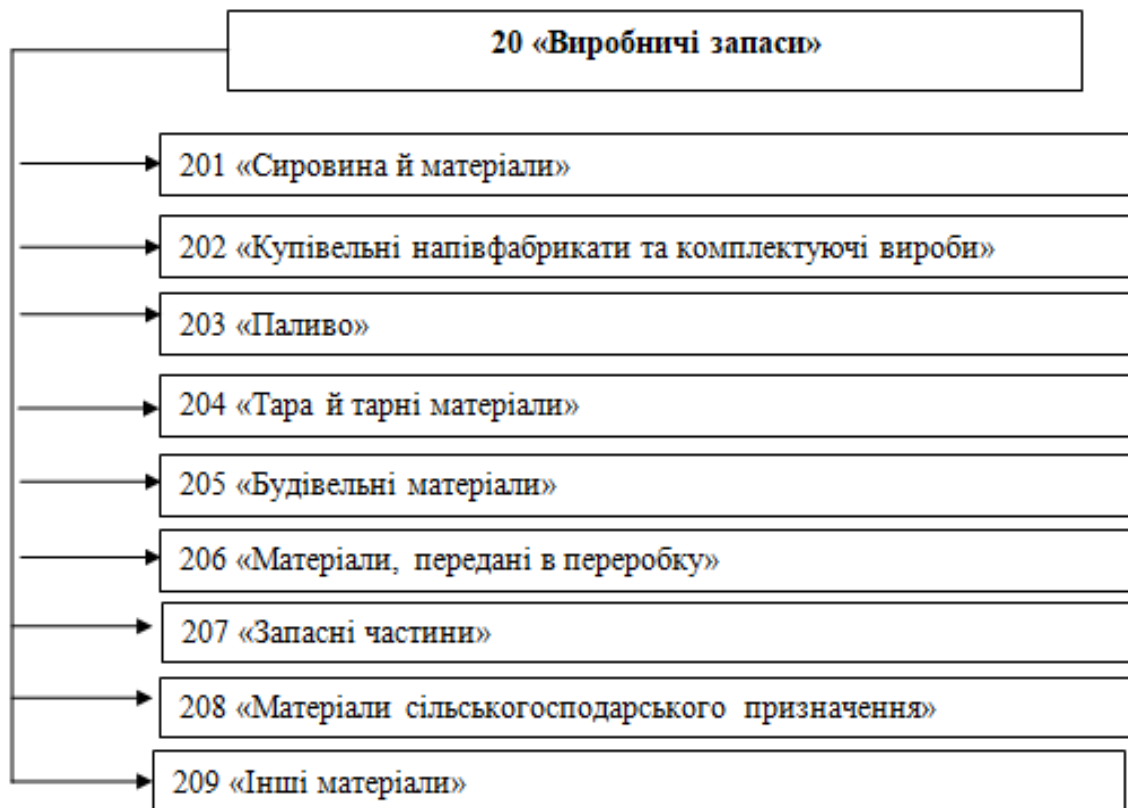 20 «Виробничі запаси»
201 «Сировина й матеріали»
202 «Купівельні напівфабрикати та комплектуючі вироби»
203 «Паливо»
204 «Тара й тарні матеріали»
205 «Будівельні матеріали»
206 «Матеріали, передані в переробку»
207 «Запасні частини»
208 «Матеріали сільськогосподарського призначення»
209 «Інші матеріали»